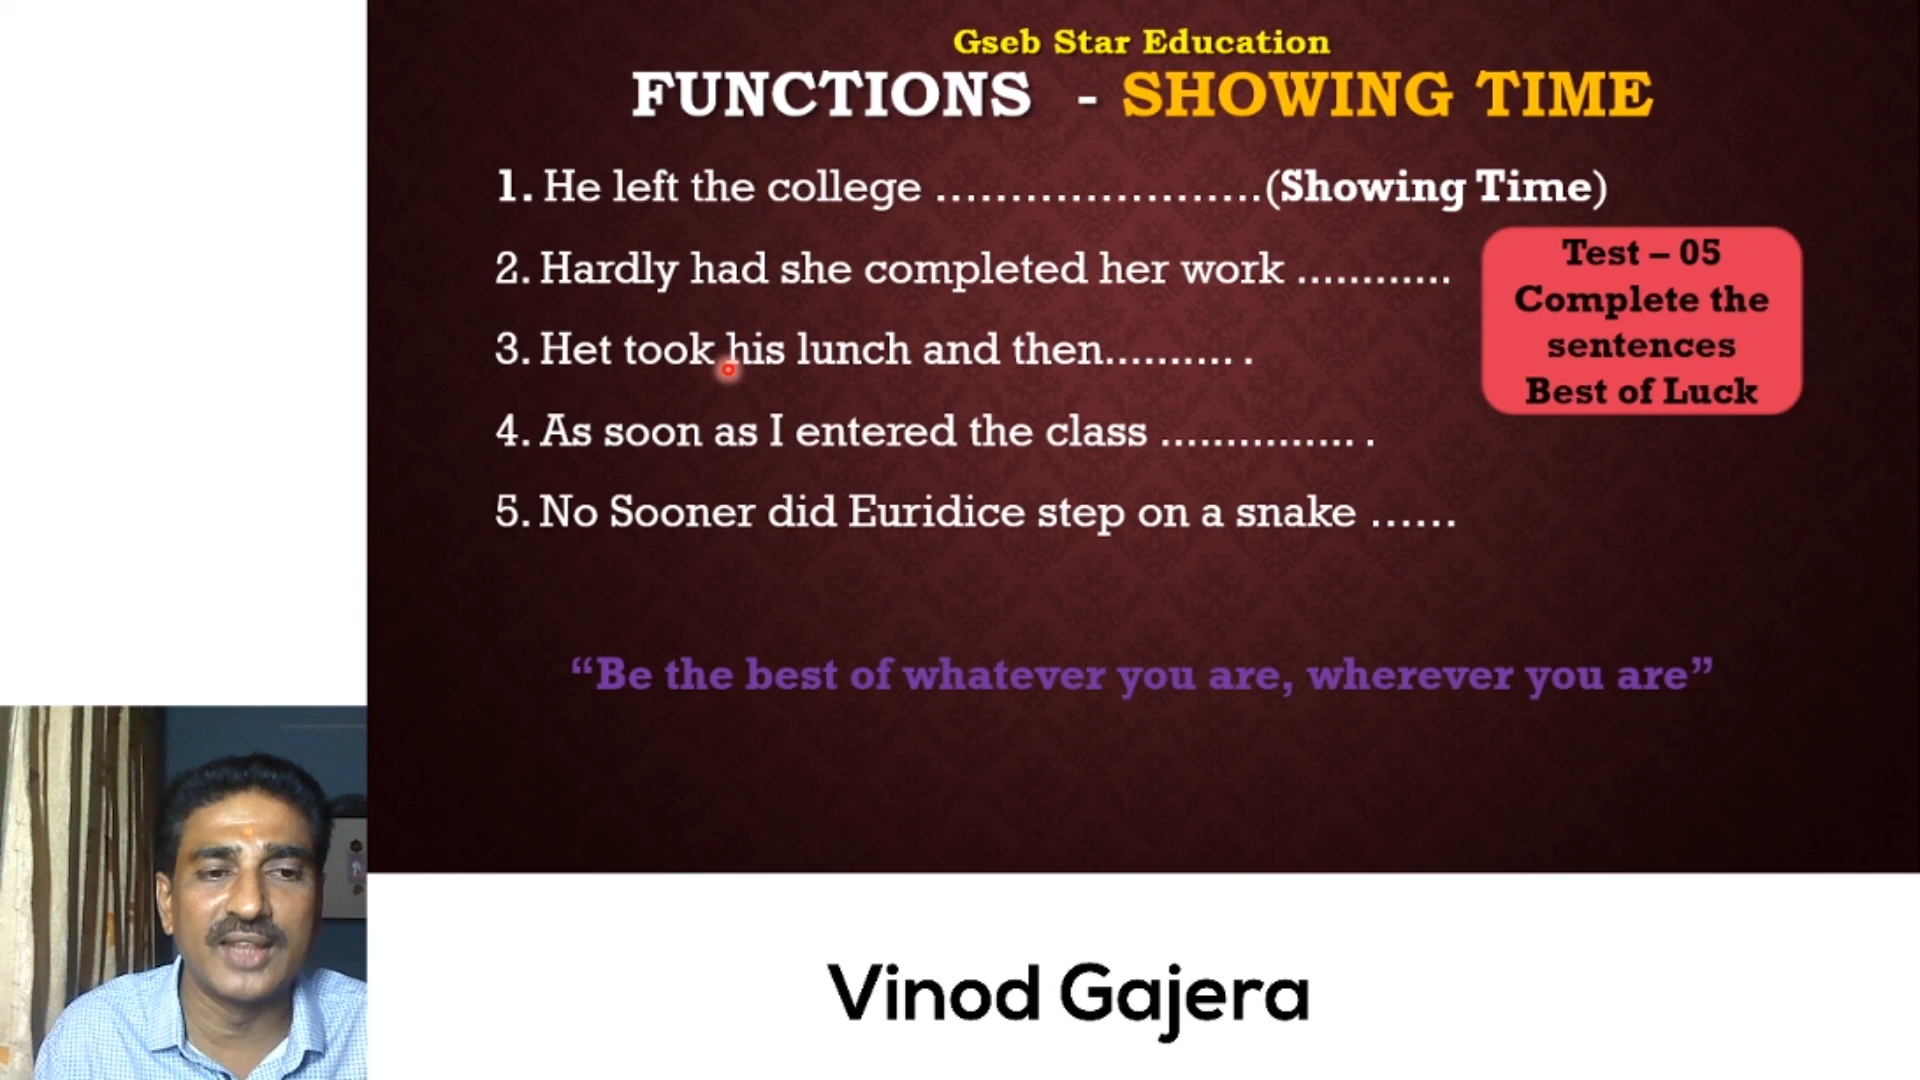 Gseb Star Education
FUNCTIONS - SHOWING TIME
1. He left the college ......................(Showing Time)
2. Hardly had she completed her work ............
3. Het took his lunch and then.......... .
4. As soon as I entered the class ............... .
5. No Sooner did Euridice step on a snake ......
Test – 05
Complete the
sentences
Best of Luck
“Be the best of whatever you are, wherever you are”
Vinod Gajera